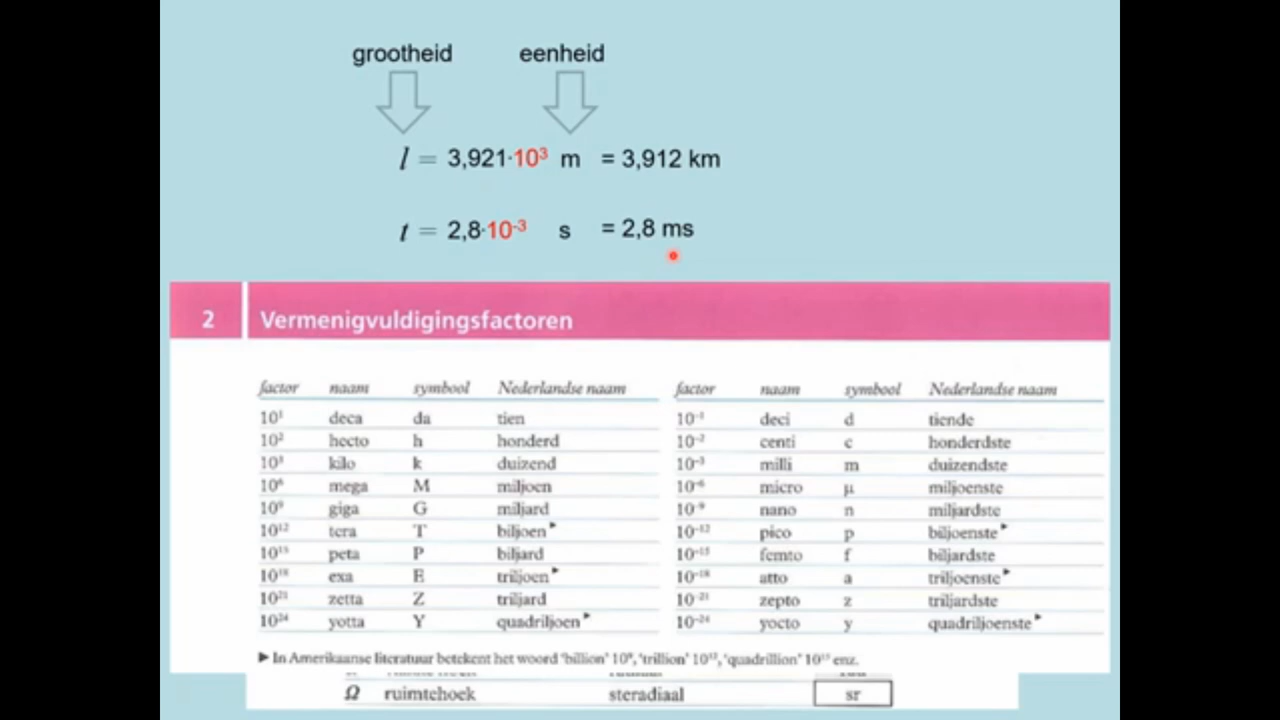 grootheid eenheid
l = 3,921·10³ m = 3,912 km
t = 2,8·10⁻³ s = 2,8 ms
2 Vermenigvuldigingsfactoren
factor naam symbool Nederlandse naam factor naam symbool Nederlandse naam
10¹ deca da tien 10⁻¹ deci d tiende
10² hecto h honderd 10⁻² centi c honderdste
10³ kilo k duizend 10⁻³ milli m duizendste
10⁶ mega M miljoen 10⁻⁶ micro μ miljoenste
10⁹ giga G miljard 10⁻⁹ nano n miljardste
10¹² tera T biljoen► 10⁻¹² pico p biljoenste►
10¹⁵ peta P biljard 10⁻¹⁵ femto f biljardste
10¹⁸ exa E triljoen► 10⁻¹⁸ atto a triljoenste►
10²¹ zetta Z triljard 10⁻²¹ zepto z triljardste
10²⁴ yotta Y quadriljoen► 10⁻²⁴ yocto y quadriljoenste►
► In Amerikaanse literatuur betekent het woord 'billion' 10⁹, 'trillion' 10¹², 'quadrillion' 10¹⁵ enz.
Ω ruimtehoek steradiaal sr